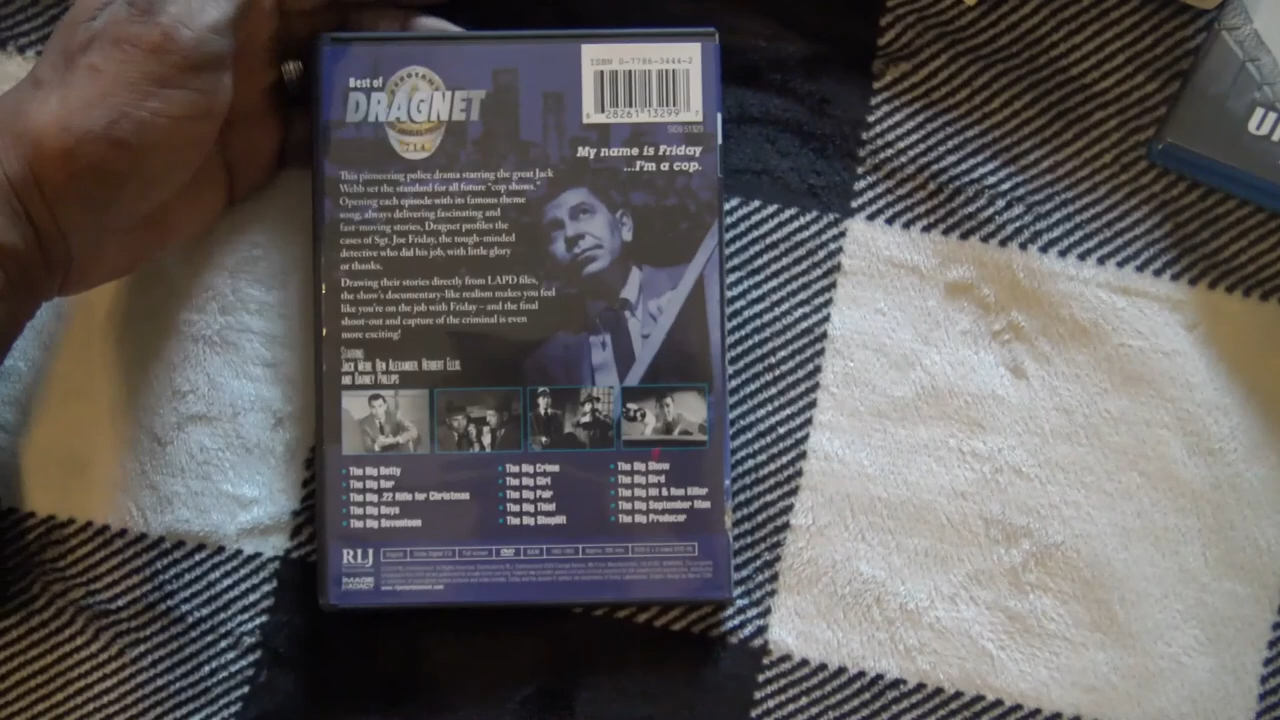 Best of
DRAGNET
714
ISBN 0-7786-3444-2
28261 13299
My name is Friday
...I'm a cop.
This pioneering police drama starring the great Jack
Webb set the standard for all future "cop shows."
Opening each episode with its famous theme
song, always delivering fascinating and
fast-moving stories, Dragnet profiles the
cases of Sgt. Joe Friday, the tough-minded
detective who did his job, with little glory
or thanks.
Drawing their stories directly from LAPD files,
the show's documentary-like realism makes you feel
like you're on the job with Friday – and the final
shoot-out and capture of the criminal is even
more exciting!
STARRING
JACK WEBB, BEN ALEXANDER, HERBERT ELLIS,
AND BARNEY PHILLIPS
• The Big Betty
• The Big Bar
• The Big .22 Rifle for Christmas
• The Big Boys
• The Big Seventeen
• The Big Crime
• The Big Girl
• The Big Pair
• The Big Thief
• The Big Shoplift
• The Big Show
• The Big Bird
• The Big Hit & Run Killer
• The Big September Man
• The Big Producer
RLJ
DVD
IMAGE